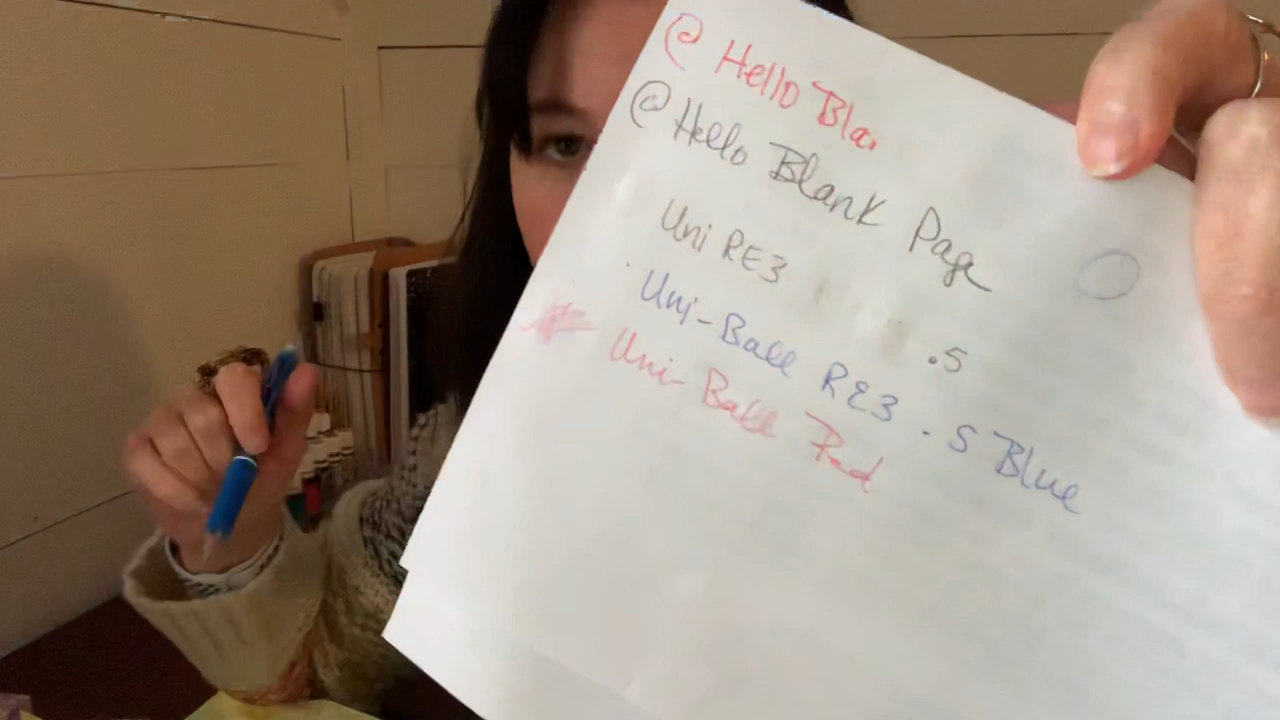 @ Hello Bla
@ Hello Blank Page
Uni RE3 .5
Uni-Ball RE3 .5 Blue
Uni-Ball Red